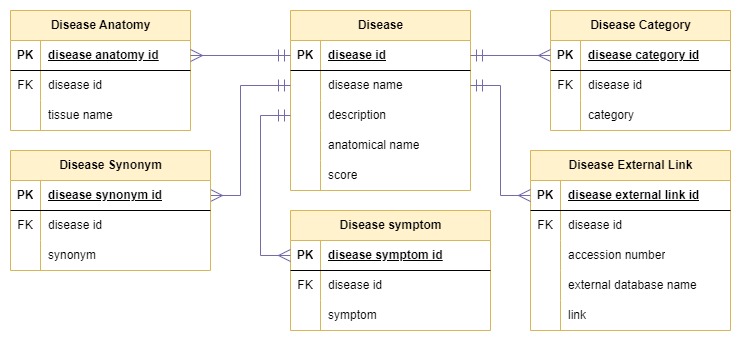 Disease Anatomy
PK disease anatomy id
FK disease id
tissue name
Disease
PK disease id
disease name
description
anatomical name
score
Disease Category
PK disease category id
FK disease id
category
Disease Synonym
PK disease synonym id
FK disease id
synonym
Disease symptom
PK disease symptom id
FK disease id
symptom
Disease External Link
PK disease external link id
FK disease id
accession number
external database name
link